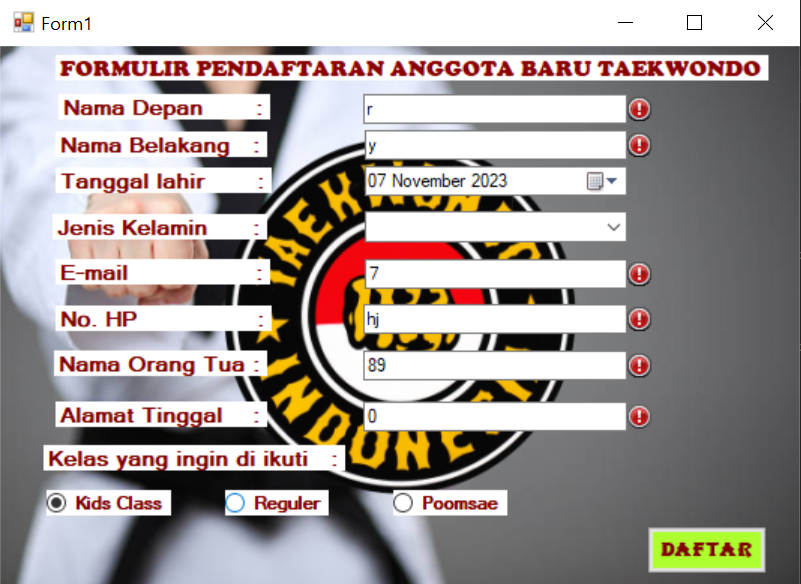 Form1
FORMULIR PENDAFTARAN ANGGOTA BARU TAEKWONDO
Nama Depan : r
Nama Belakang : y
Tanggal lahir : 07 November 2023
Jenis Kelamin :
E-mail : 7
No. HP : hj
Nama Orang Tua : 89
Alamat Tinggal : 0
Kelas yang ingin di ikuti :
Kids Class Reguler Poomsae
DAFTAR
TAEKWONDO
INDONESIA